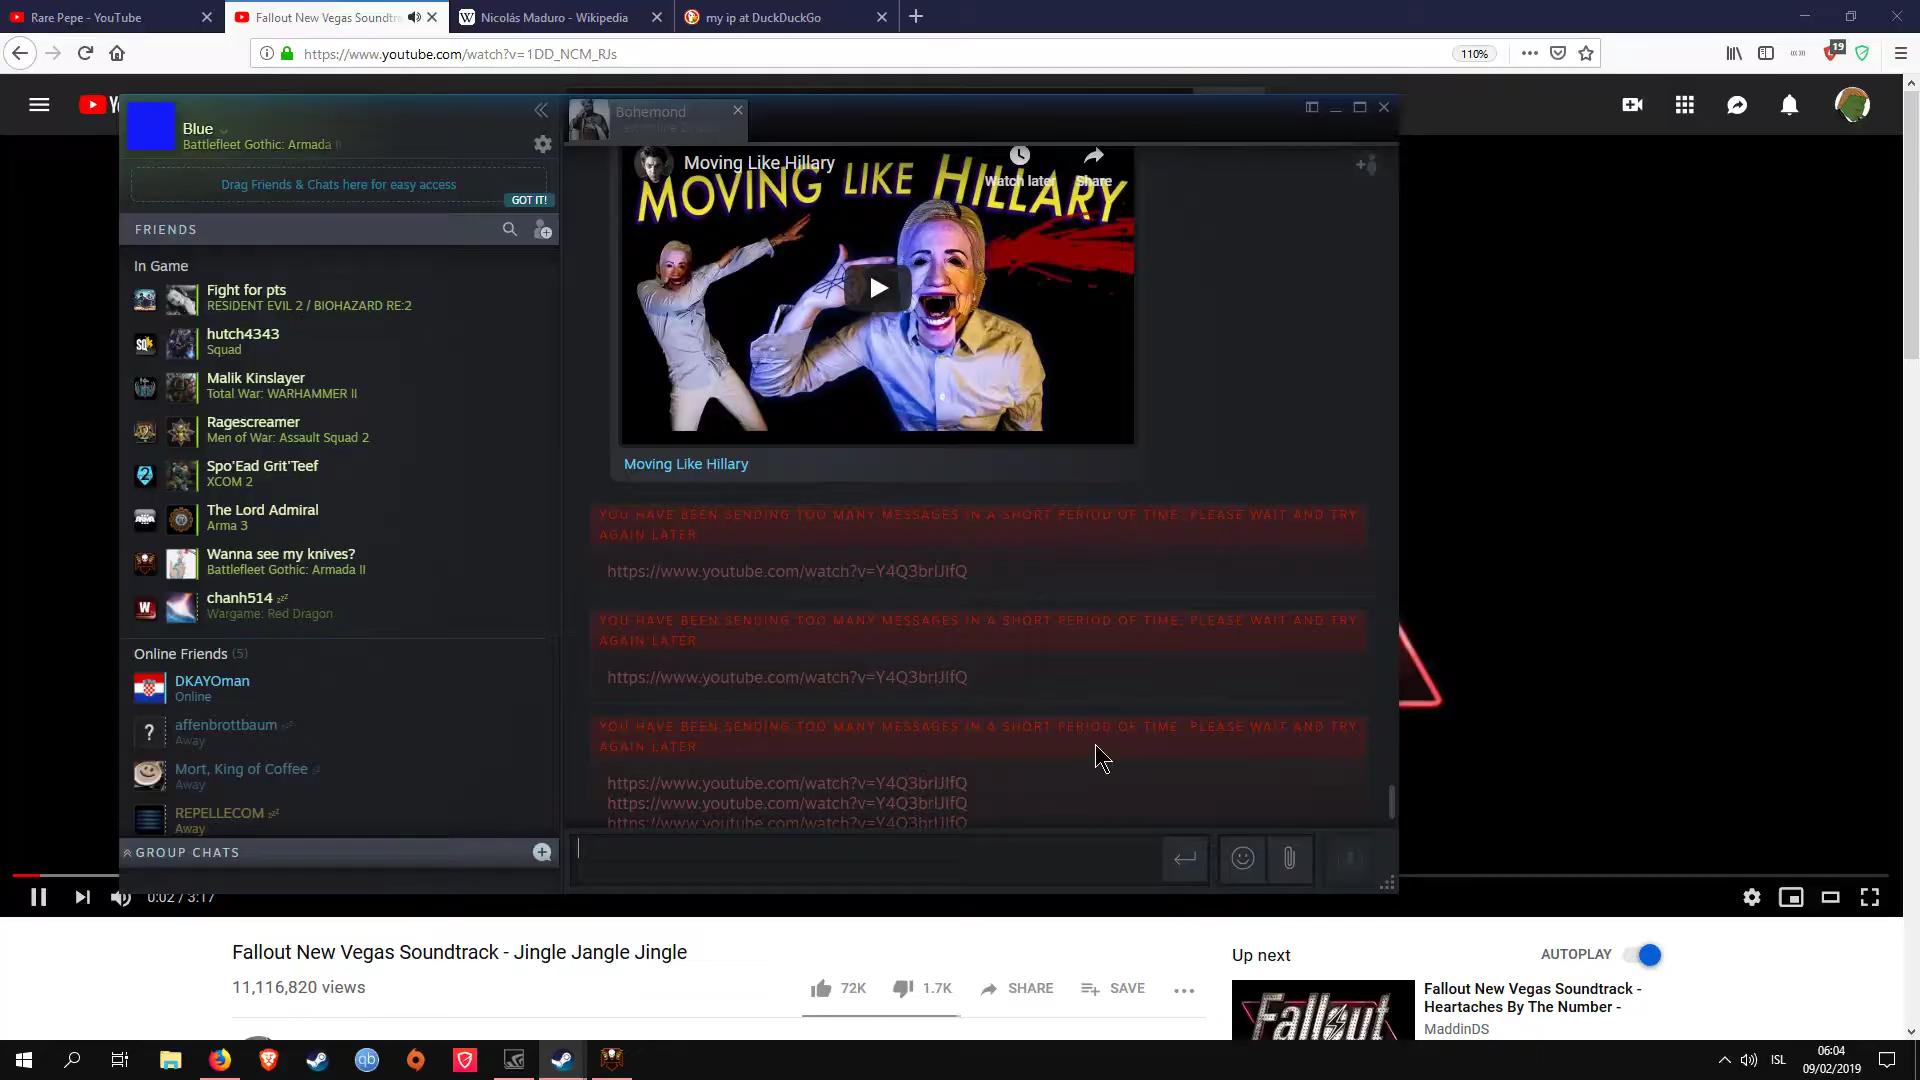 Rare Pepe - YouTube
Fallout New Vegas Soundtra
Nicolás Maduro - Wikipedia
my ip at DuckDuckGo
https://www.youtube.com/watch?v=1DD_NCM_RJs
110%
19
Blue
Battlefleet Gothic: Armada
Drag Friends & Chats here for easy access
GOT IT!
FRIENDS
In Game
Fight for pts
RESIDENT EVIL 2 / BIOHAZARD RE:2
hutch4343
Squad
Malik Kinslayer
Total War: WARHAMMER II
Ragescreamer
Men of War: Assault Squad 2
Spo'Ead Grit'Teef
XCOM 2
The Lord Admiral
Arma 3
Wanna see my knives?
Battlefleet Gothic: Armada II
chanh514 zzz
Wargame: Red Dragon
Online Friends (5)
DKAYOman
Online
affenbrottbaum
Away
Mort, King of Coffee
Away
REPELLECOM zzz
Away
GROUP CHATS
Bohemond
Moving Like Hillary
Watch later
Share
MOVING LIKE HILLARY
Moving Like Hillary
YOU HAVE BEEN SENDING TOO MANY MESSAGES IN A SHORT PERIOD OF TIME. PLEASE WAIT AND TRY
AGAIN LATER
https://www.youtube.com/watch?v=Y4Q3brIJlfQ
YOU HAVE BEEN SENDING TOO MANY MESSAGES IN A SHORT PERIOD OF TIME. PLEASE WAIT AND TRY
AGAIN LATER
https://www.youtube.com/watch?v=Y4Q3brIJlfQ
YOU HAVE BEEN SENDING TOO MANY MESSAGES IN A SHORT PERIOD OF TIME. PLEASE WAIT AND TRY
AGAIN LATER
https://www.youtube.com/watch?v=Y4Q3brIJlfQ
https://www.youtube.com/watch?v=Y4Q3brIJlfQ
https://www.youtube.com/watch?v=Y4Q3brIJlfQ
0:02 / 3:17
Fallout New Vegas Soundtrack - Jingle Jangle Jingle
11,116,820 views
72K
1.7K
SHARE
SAVE
Up next
AUTOPLAY
Fallout
Fallout New Vegas Soundtrack -
Heartaches By The Number -
MaddinDS
ISL
06:04
09/02/2019